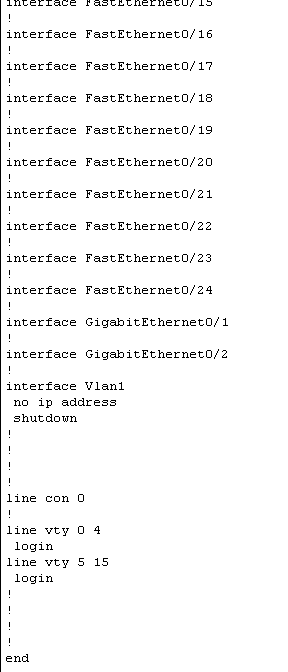 interface FastEthernet0/15
!
interface FastEthernet0/16
!
interface FastEthernet0/17
!
interface FastEthernet0/18
!
interface FastEthernet0/19
!
interface FastEthernet0/20
!
interface FastEthernet0/21
!
interface FastEthernet0/22
!
interface FastEthernet0/23
!
interface FastEthernet0/24
!
interface GigabitEthernet0/1
!
interface GigabitEthernet0/2
!
interface Vlan1
 no ip address
 shutdown
!
!
!
!
line con 0
!
line vty 0 4
 login
line vty 5 15
 login
!
!
!
!
end